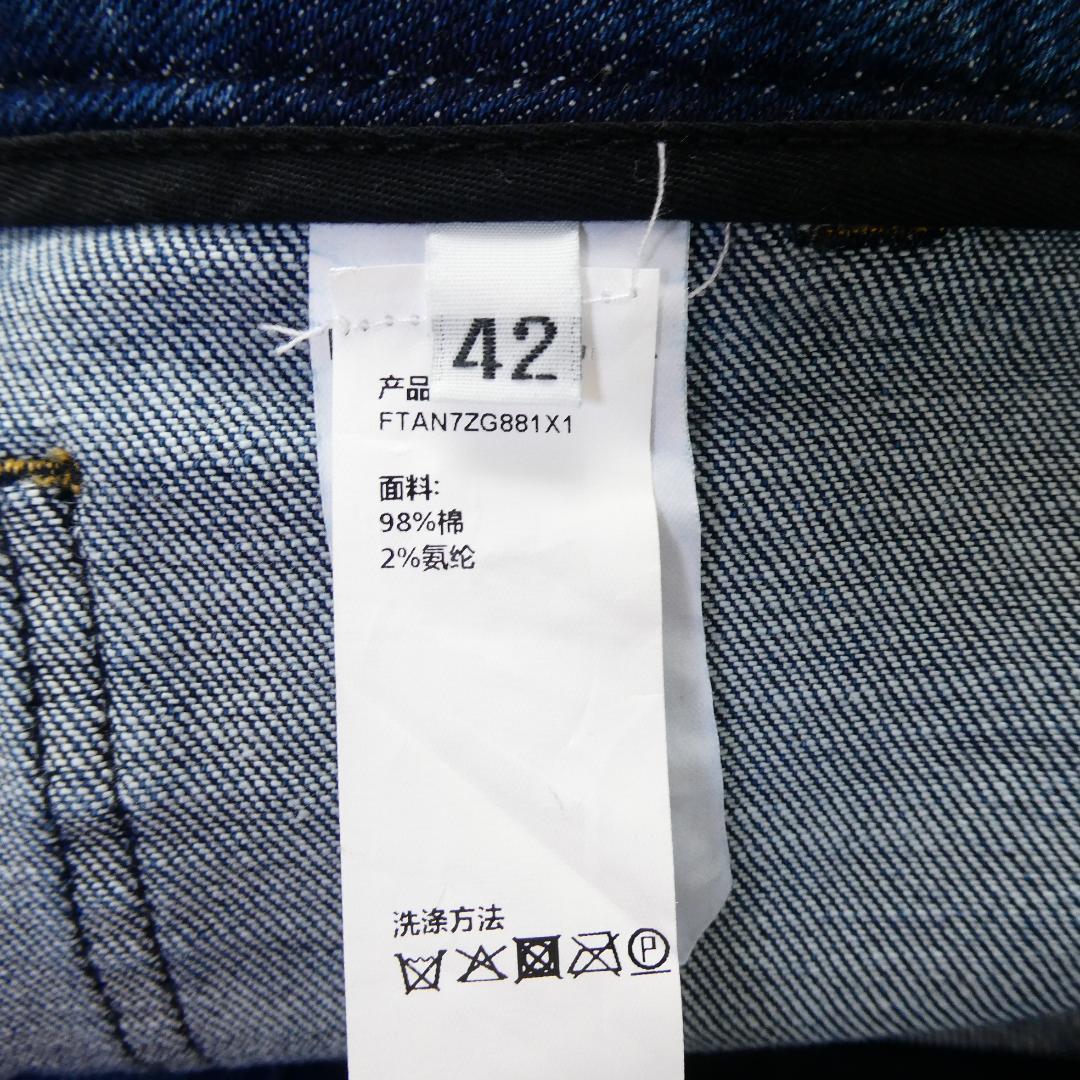 42
产品
FTAN7ZG881X1
面料:
98%棉
2%氨纶
洗涤方法
P